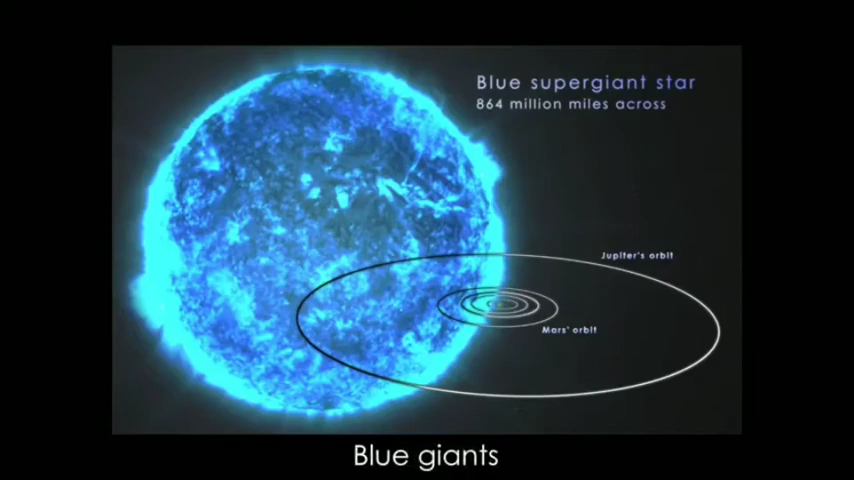 Blue supergiant star
864 million miles across
Jupiter's orbit
Mars' orbit
Blue giants